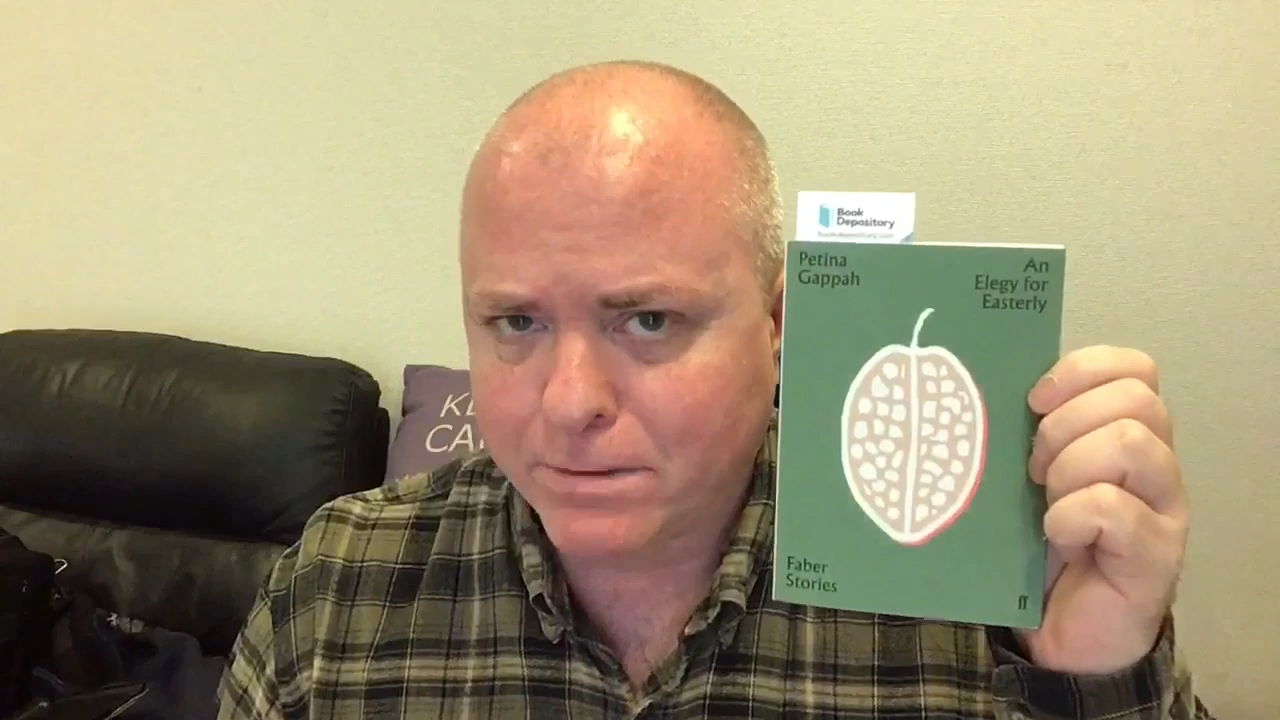 Book
Depository
Petina
Gappah
An
Elegy for
Easterly
Faber
Stories
ff